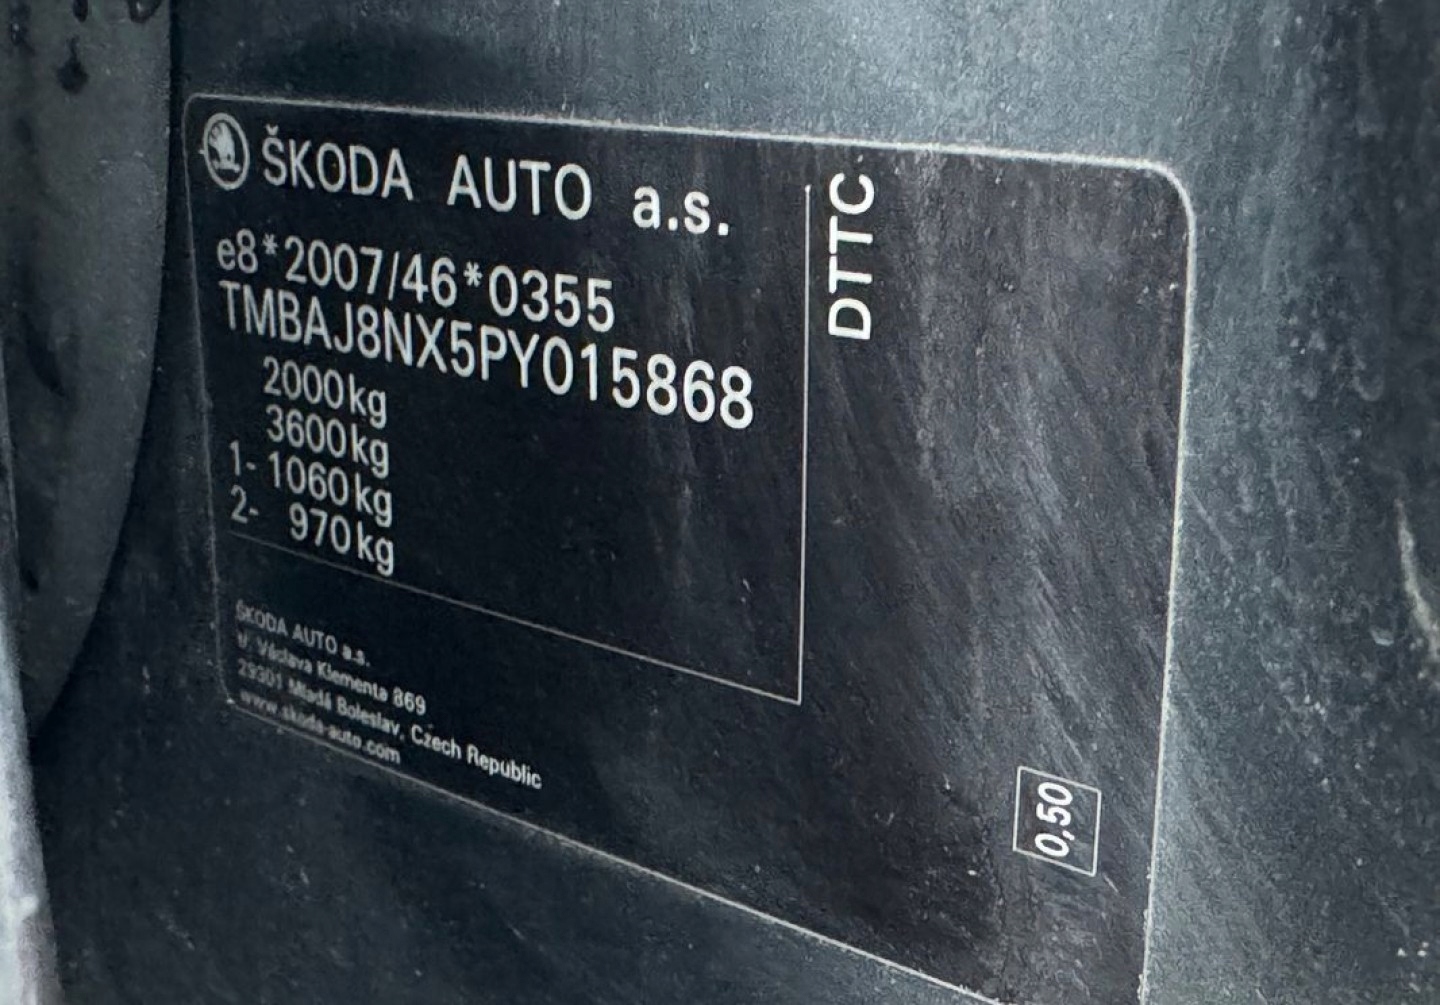 ŠKODA AUTO a.s.
e8*2007/46*0355
TMBAJ8NX5PY015868
2000kg
3600kg
1- 1060kg
2- 970kg
DTTC
ŠKODA AUTO a.s.
tř. Václava Klementa 869
29301 Mladá Boleslav, Czech Republic
www.skoda-auto.com
0,50